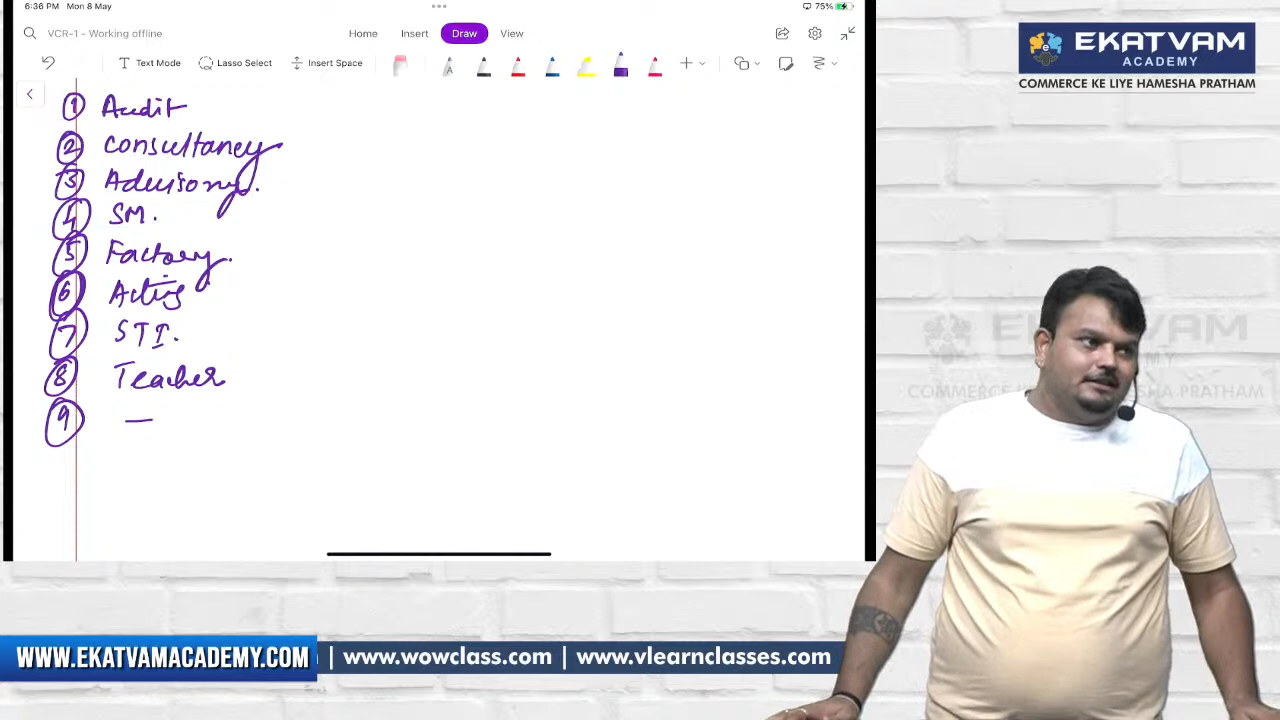 6:36 PM Mon 8 May
75%
VCR-1 - Working offline
Home Insert Draw View
Text Mode Lasso Select Insert Space
1 Audit
2 Consultancy
3 Advisory.
4 SM.
5 Factory.
6 Acting
7 STI.
8 Teacher
9 —
EKATVAM
ACADEMY
COMMERCE KE LIYE HAMESHA PRATHAM
WWW.EKATVAMACADEMY.COM | www.wowclass.com | www.vlearnclasses.com